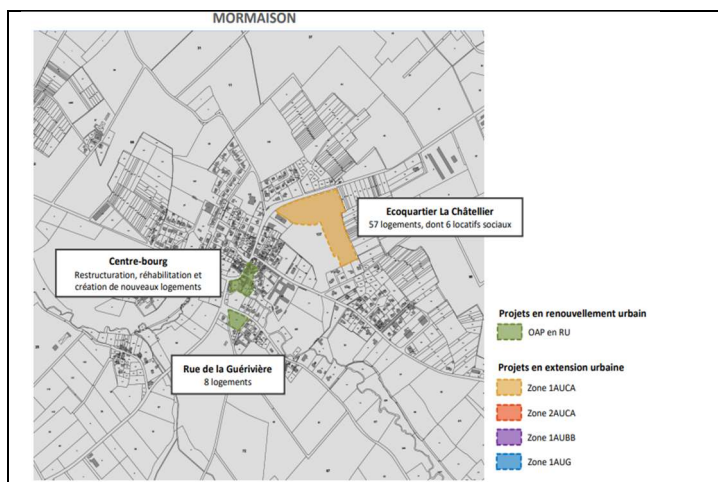 MORMAISON
Ecoquartier La Châtellier
57 logements, dont 6 locatifs sociaux
Centre-bourg
Restructuration, réhabilitation et
création de nouveaux logements
Rue de la Guérivière
8 logements
Projets en renouvellement urbain
OAP en RU
Projets en extension urbaine
Zone 1AUCA
Zone 2AUCA
Zone 1AUBB
Zone 1AUG